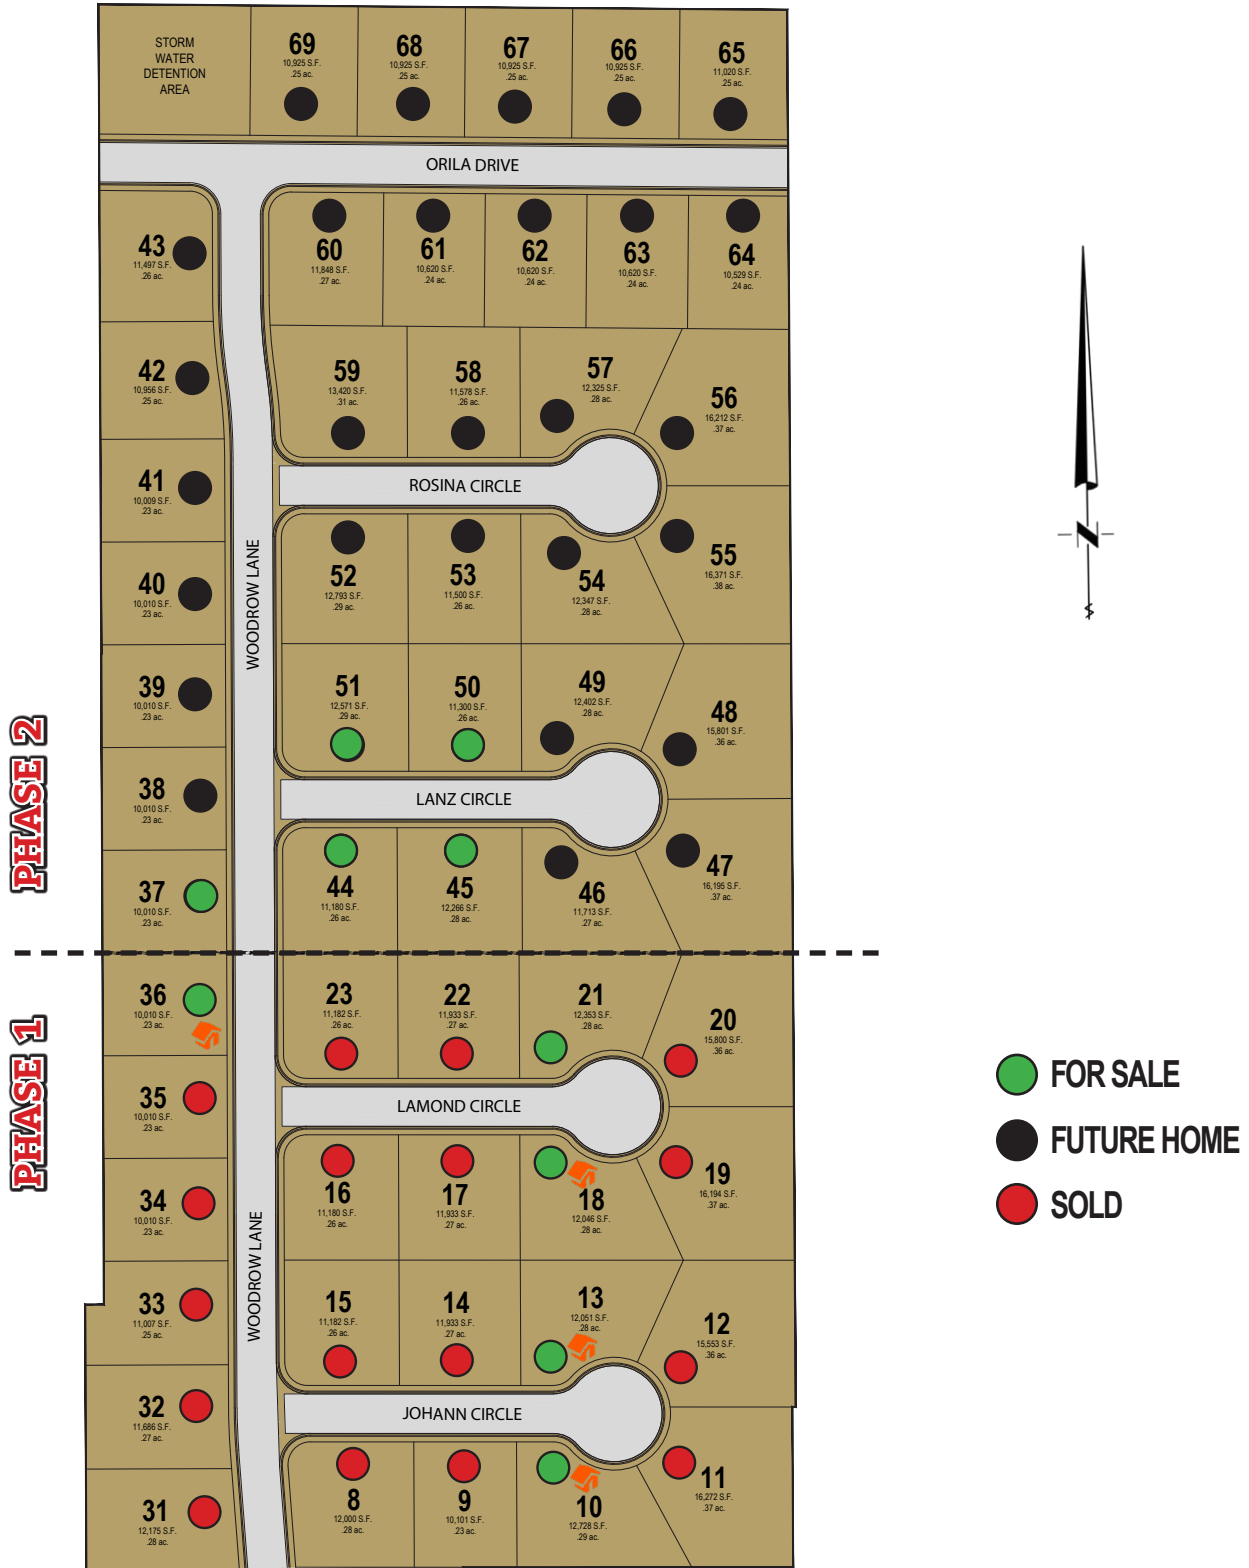 STORM
WATER
DETENTION
AREA
69
10,925 S.F.
.25 ac.
68
10,925 S.F.
.25 ac.
67
10,925 S.F.
.25 ac.
66
10,925 S.F.
.25 ac.
65
11,020 S.F.
.25 ac.
ORILA DRIVE
43
11,497 S.F.
.26 ac.
60
11,848 S.F.
.27 ac.
61
10,620 S.F.
.24 ac.
62
10,620 S.F.
.24 ac.
63
10,620 S.F.
.24 ac.
64
10,529 S.F.
.24 ac.
42
10,956 S.F.
.25 ac.
59
13,420 S.F.
.31 ac.
58
11,578 S.F.
.26 ac.
57
12,325 S.F.
.28 ac.
56
16,212 S.F.
.37 ac.
41
10,009 S.F.
.23 ac.
ROSINA CIRCLE
WOODROW LANE
N
40
10,010 S.F.
.23 ac.
52
12,793 S.F.
.29 ac.
53
11,500 S.F.
.26 ac.
54
12,347 S.F.
.28 ac.
55
16,371 S.F.
.38 ac.
39
10,010 S.F.
.23 ac.
51
12,571 S.F.
.29 ac.
50
11,300 S.F.
.26 ac.
49
12,402 S.F.
.28 ac.
48
15,801 S.F.
.36 ac.
PHASE 2
38
10,010 S.F.
.23 ac.
LANZ CIRCLE
37
10,010 S.F.
.23 ac.
44
11,180 S.F.
.26 ac.
45
12,266 S.F.
.28 ac.
46
11,713 S.F.
.27 ac.
47
16,195 S.F.
.37 ac.
36
10,010 S.F.
.23 ac.
23
11,182 S.F.
.26 ac.
22
11,933 S.F.
.27 ac.
21
12,353 S.F.
.28 ac.
20
15,800 S.F.
.36 ac.
PHASE 1
35
10,010 S.F.
.23 ac.
LAMOND CIRCLE
FOR SALE
FUTURE HOME
SOLD
34
10,010 S.F.
.23 ac.
16
11,180 S.F.
.26 ac.
17
11,933 S.F.
.27 ac.
18
12,046 S.F.
.28 ac.
19
16,194 S.F.
.37 ac.
WOODROW LANE
33
11,007 S.F.
.25 ac.
15
11,182 S.F.
.26 ac.
14
11,933 S.F.
.27 ac.
13
12,051 S.F.
.28 ac.
12
15,553 S.F.
.36 ac.
32
11,686 S.F.
.27 ac.
JOHANN CIRCLE
31
12,175 S.F.
.28 ac.
8
12,000 S.F.
.28 ac.
9
10,101 S.F.
.23 ac.
10
12,728 S.F.
.29 ac.
11
16,272 S.F.
.37 ac.